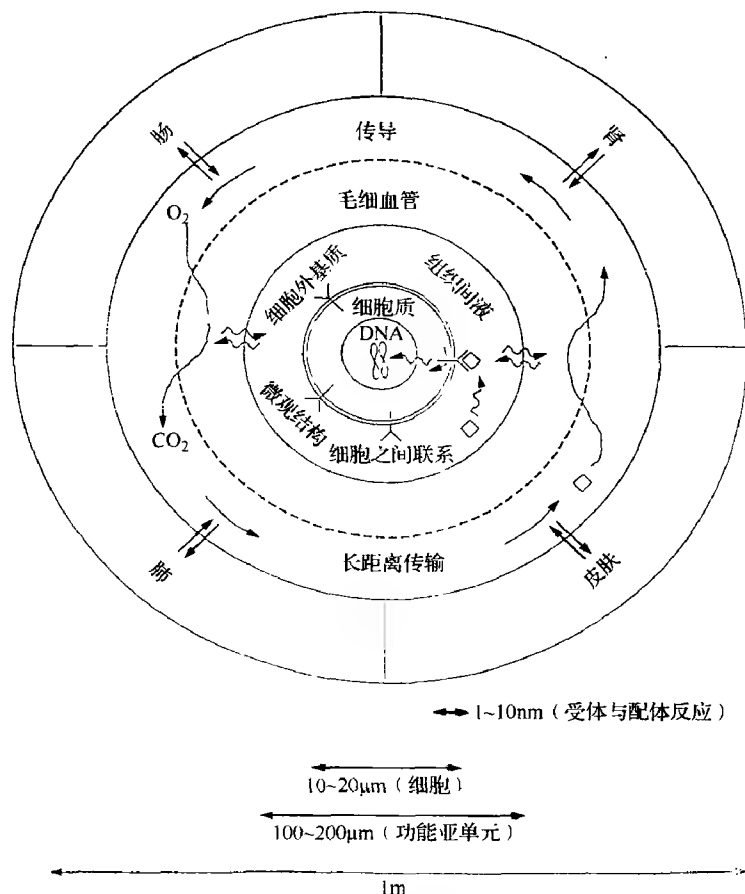 肠
传导
肾
毛细血管
O₂
细胞外基质
组织间液
细胞质
DNA
微观结构
细胞之间联系
CO₂
肺
长距离传输
皮肤
1~10nm（受体与配体反应）
10~20μm（细胞）
100~200μm（功能亚单元）
1m